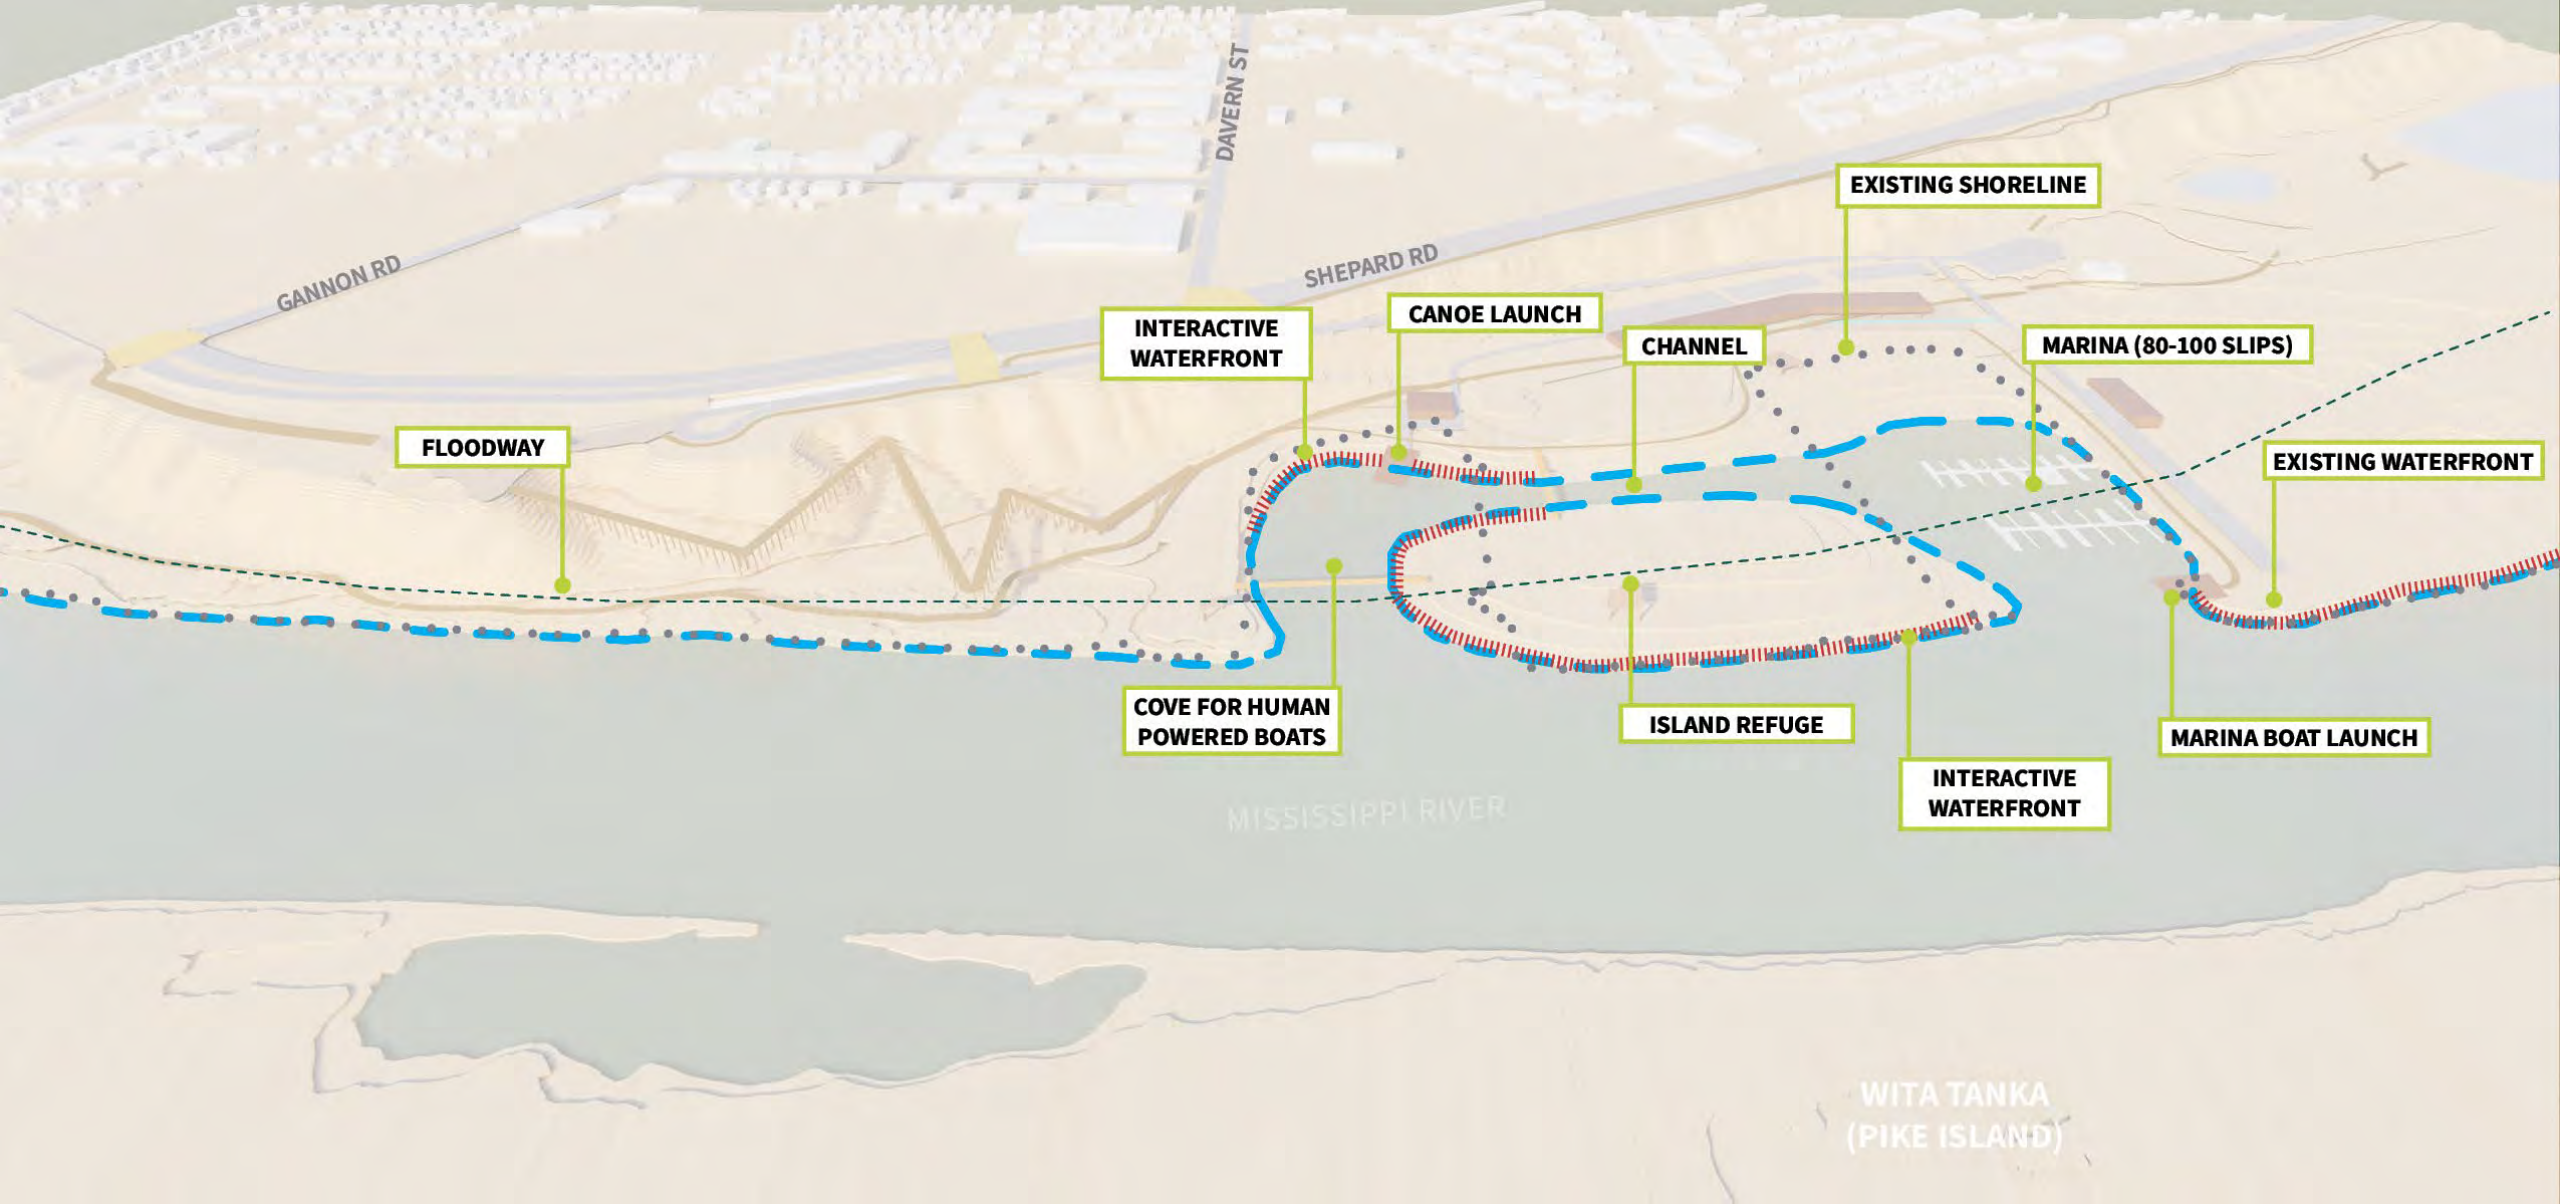 DAVERN ST
EXISTING SHORELINE
GANNON RD
SHEPARD RD
INTERACTIVE
WATERFRONT
CANOE LAUNCH
CHANNEL
MARINA (80-100 SLIPS)
FLOODWAY
EXISTING WATERFRONT
COVE FOR HUMAN
POWERED BOATS
ISLAND REFUGE
MARINA BOAT LAUNCH
INTERACTIVE
WATERFRONT
MISSISSIPPI RIVER
WITA TANKA
(PIKE ISLAND)